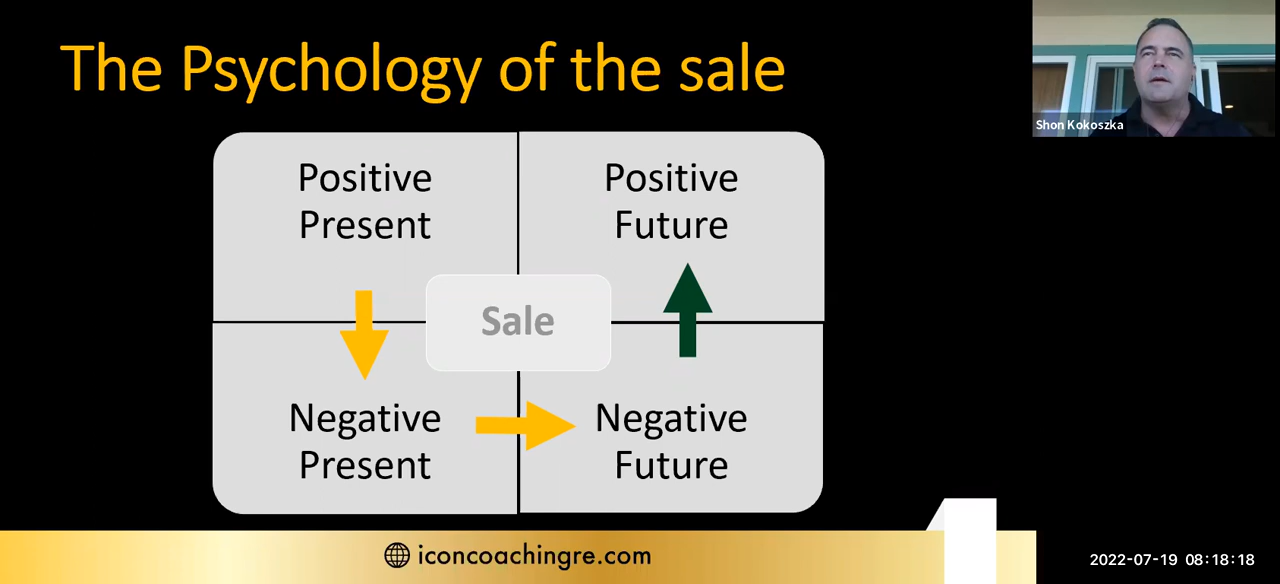 The Psychology of the sale
Shon Kokoszka
Positive
Present
Positive
Future
Sale
Negative
Present
Negative
Future
iconcoachingre.com
2022-07-19 08:18:18